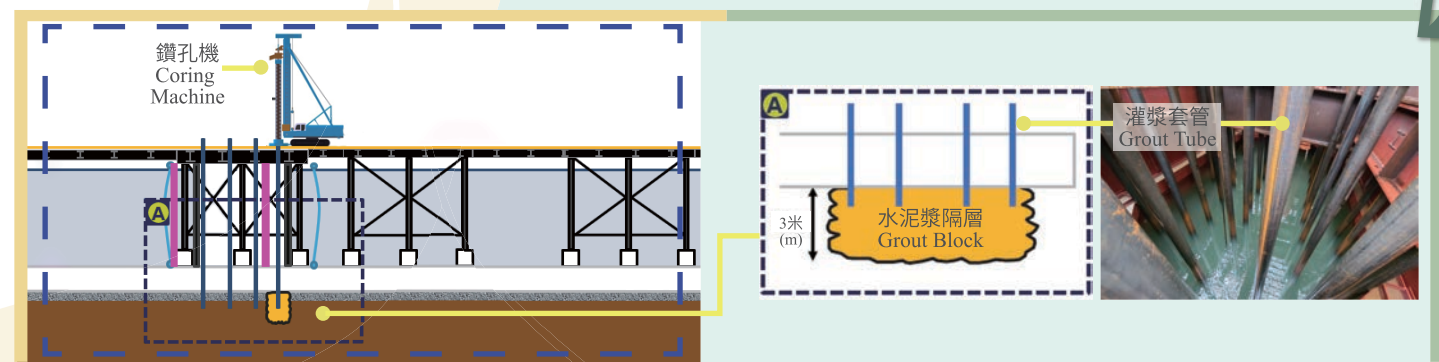 鑽孔機
Coring
Machine
A
A
3米
(m)
水泥漿隔層
Grout Block
灌漿套管
Grout Tube